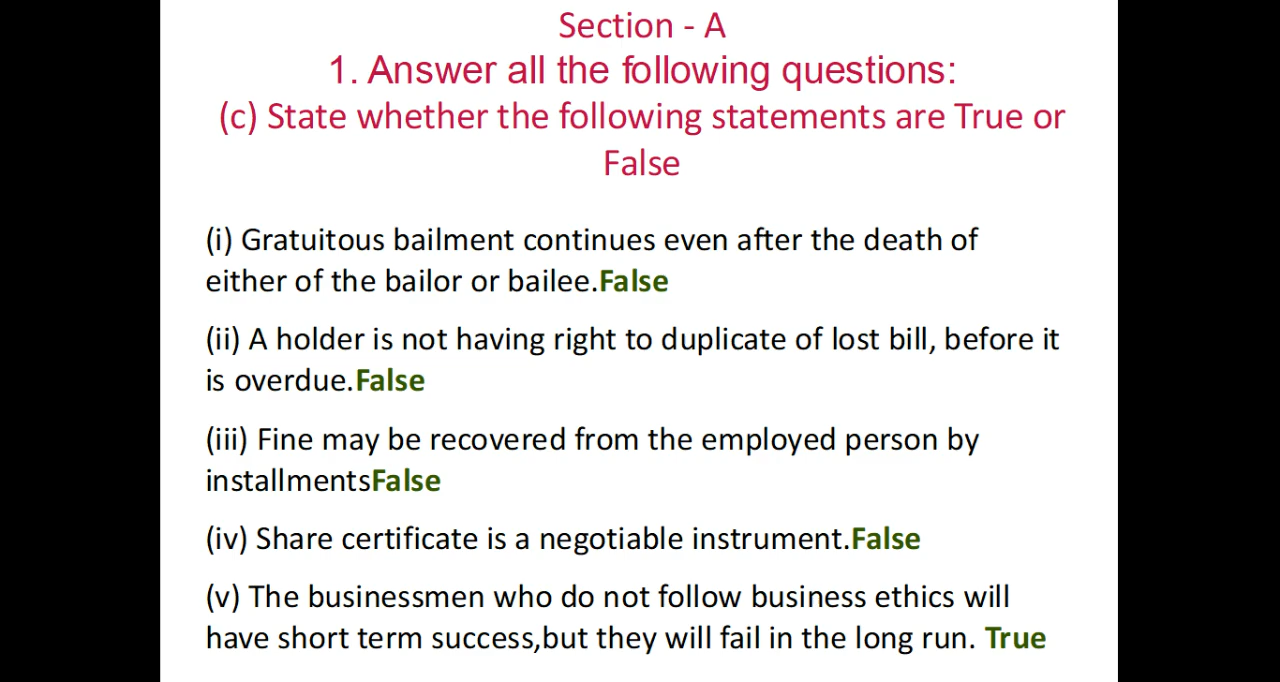 Section - A
1. Answer all the following questions:
(c) State whether the following statements are True or
False
(i) Gratuitous bailment continues even after the death of
either of the bailor or bailee.False
(ii) A holder is not having right to duplicate of lost bill, before it
is overdue.False
(iii) Fine may be recovered from the employed person by
installmentsFalse
(iv) Share certificate is a negotiable instrument.False
(v) The businessmen who do not follow business ethics will
have short term success,but they will fail in the long run. True